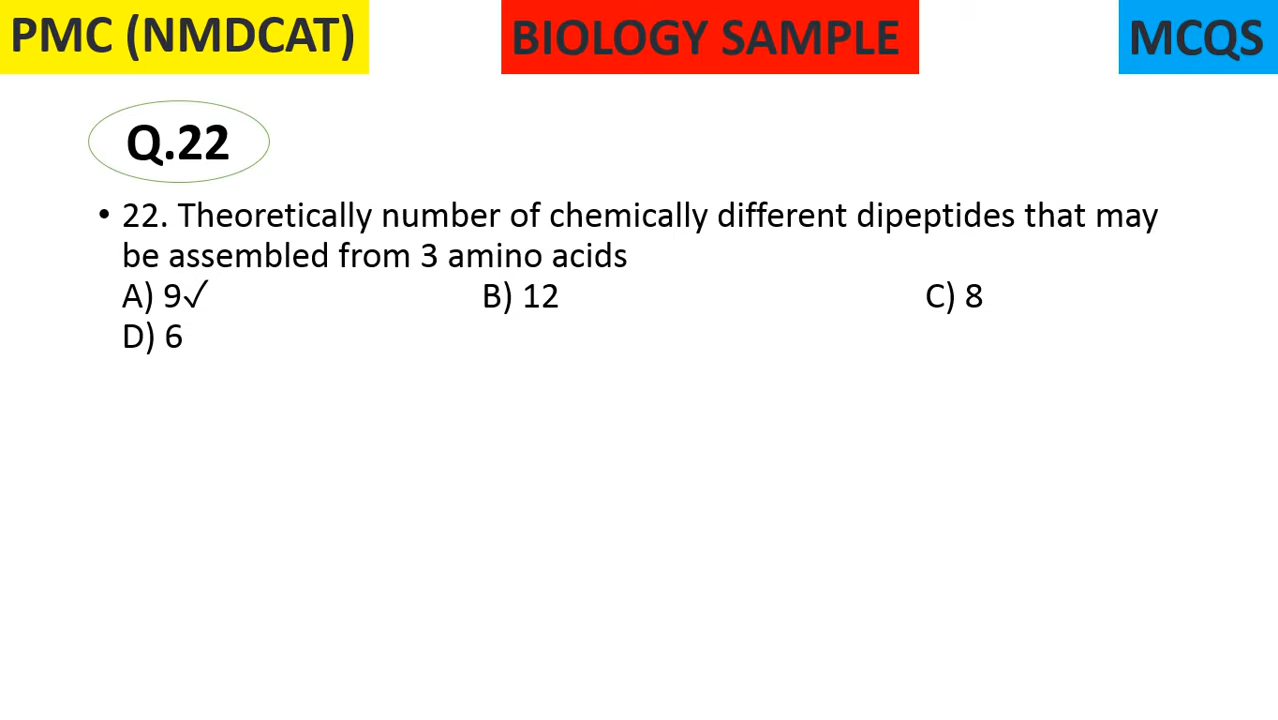 PMC (NMDCAT) BIOLOGY SAMPLE MCQS
Q.22
• 22. Theoretically number of chemically different dipeptides that may
be assembled from 3 amino acids
A) 9✓ B) 12 C) 8
D) 6